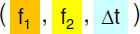 ( f₁ , f₂ , Δt )